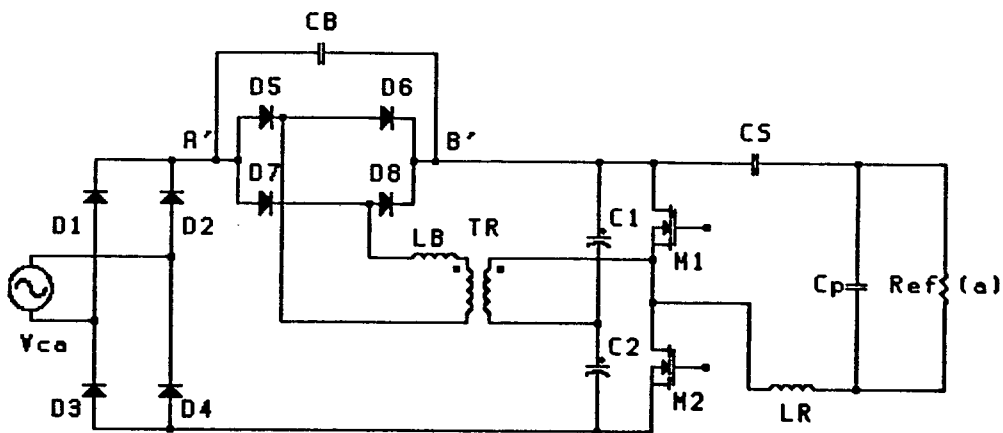 CB
D5
D6
A'
B'
CS
D7
D8
D1
D2
LB
TR
C1
M1
Cp
Ref(a)
Vca
C2
D3
D4
M2
LR